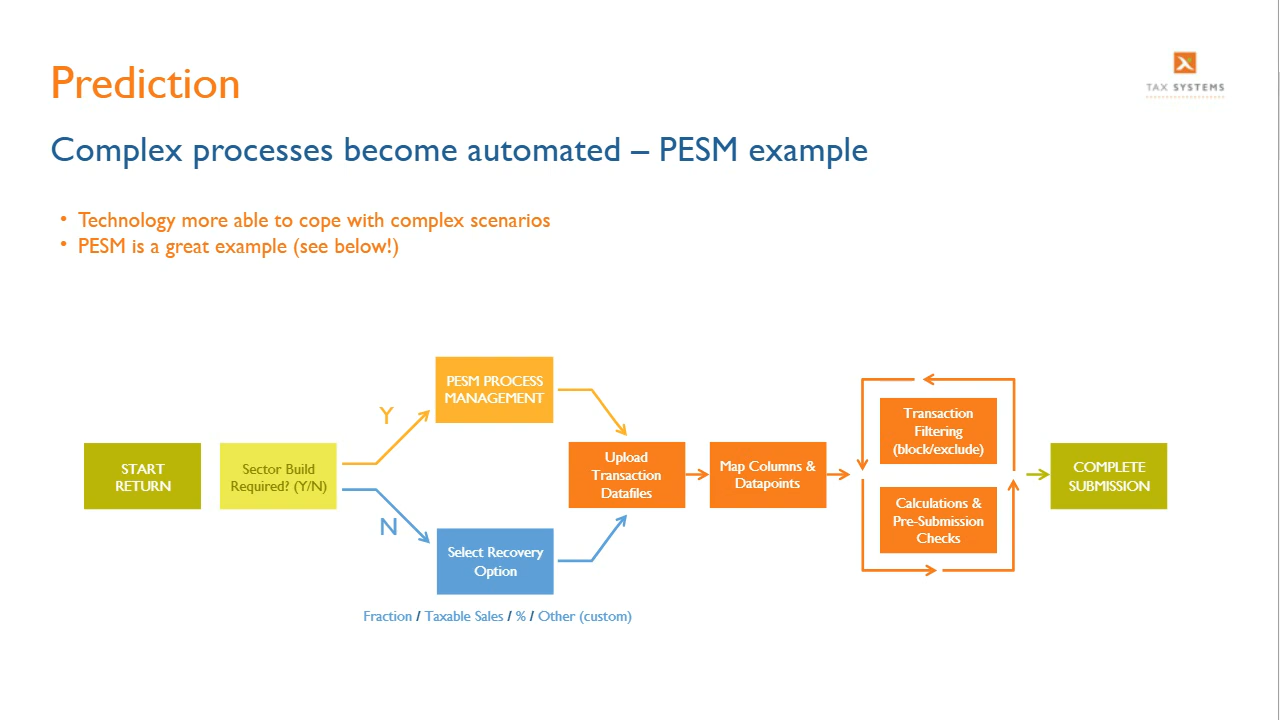 Prediction
TAX SYSTEMS
Complex processes become automated – PESM example
• Technology more able to cope with complex scenarios
• PESM is a great example (see below!)
START
RETURN
Sector Build
Required? (Y/N)
Y
N
PESM PROCESS
MANAGEMENT
Select Recovery
Option
Fraction / Taxable Sales / % / Other (custom)
Upload
Transaction
Datafiles
Map Columns &
Datapoints
Transaction
Filtering
(block/exclude)
Calculations &
Pre-Submission
Checks
COMPLETE
SUBMISSION